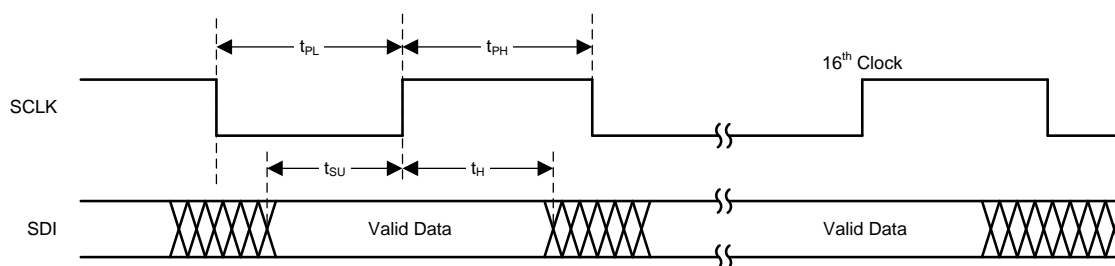 tPL
tPH
16th Clock
SCLK
tSU
tH
SDI
Valid Data
Valid Data